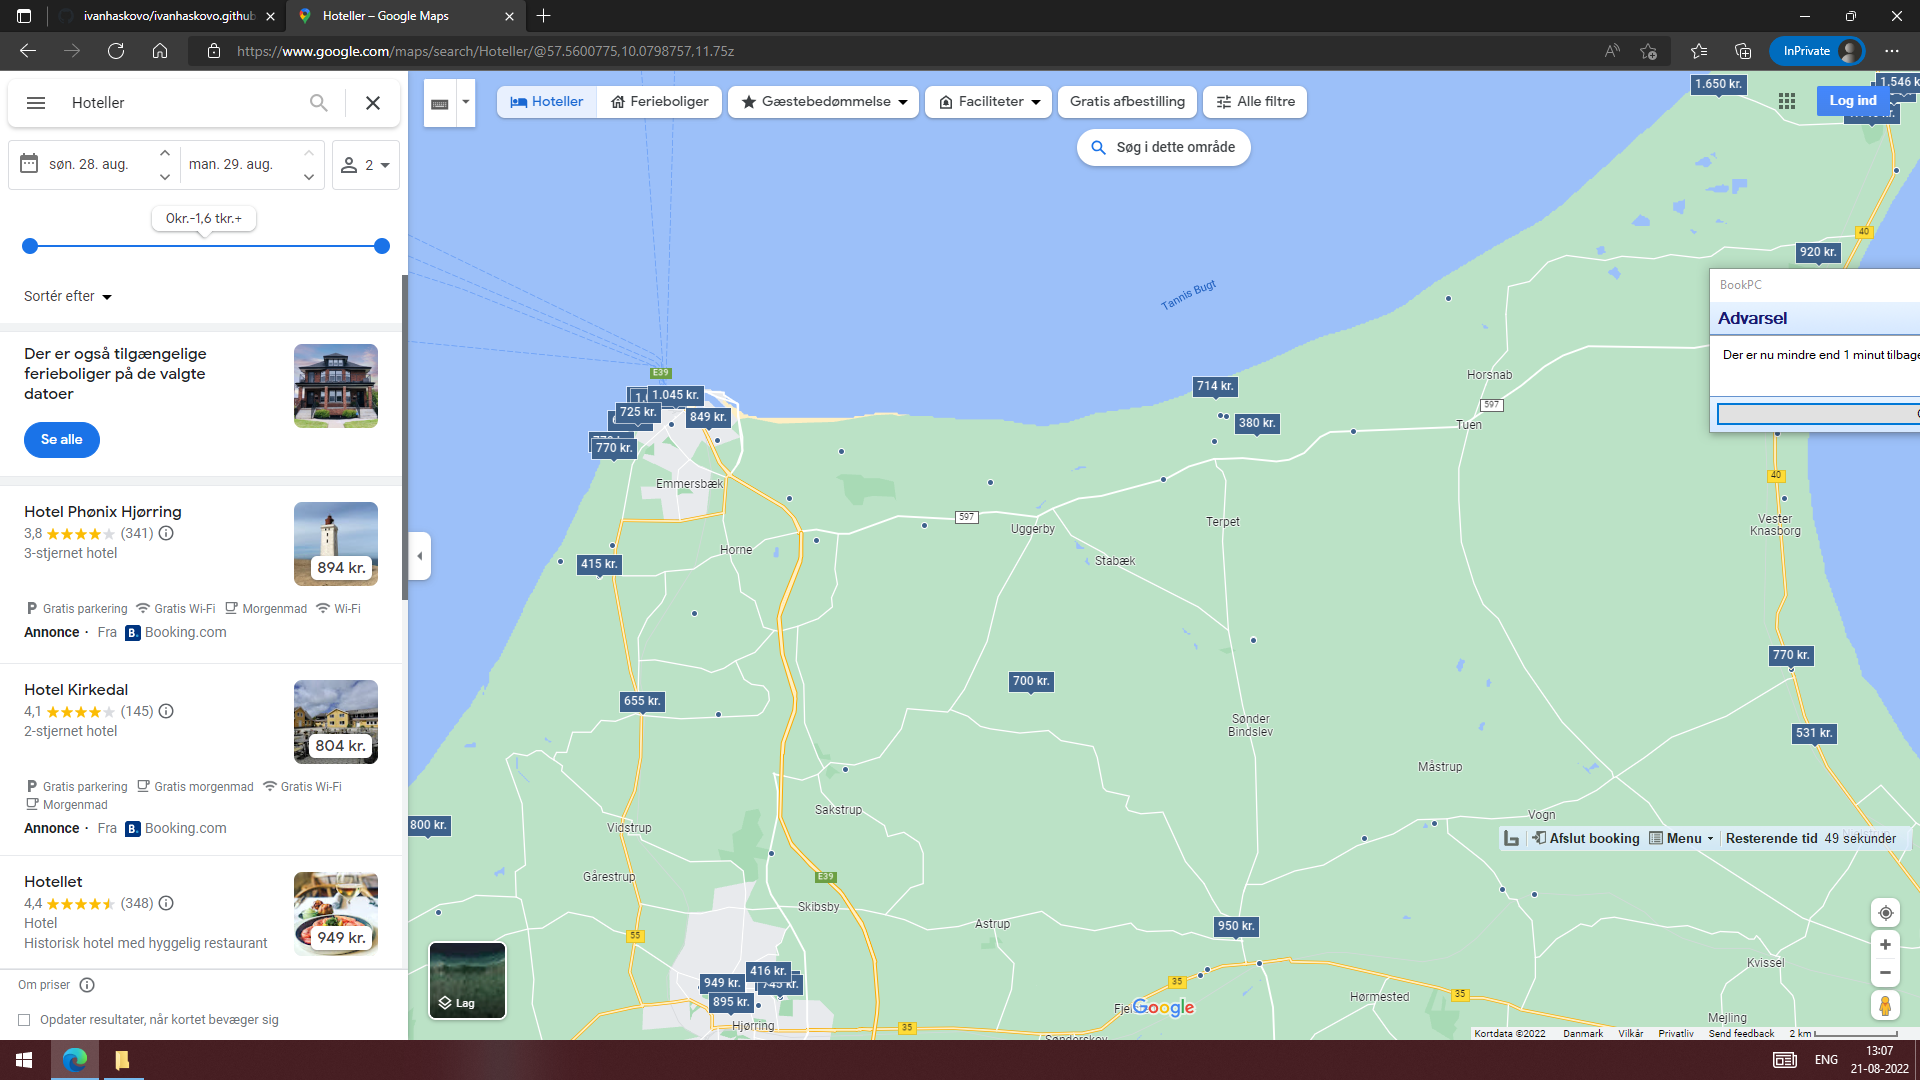 ivanhaskovo/ivanhaskovo.github
Hoteller – Google Maps
https://www.google.com/maps/search/Hoteller/@57.5600775,10.0798757,11.75z
InPrivate
Hoteller
søn. 28. aug.
man. 29. aug.
2
0kr.-1,6 tkr.+
Sortér efter
Der er også tilgængelige
ferieboliger på de valgte
datoer
Se alle
Hotel Phønix Hjørring
3,8 (341)
3-stjernet hotel
894 kr.
Gratis parkering Gratis Wi-Fi Morgenmad Wi-Fi
Annonce · Fra B. Booking.com
Hotel Kirkedal
4,1 (145)
2-stjernet hotel
804 kr.
Gratis parkering Gratis morgenmad Gratis Wi-Fi
Morgenmad
Annonce · Fra B. Booking.com
Hotellet
4,4 (348)
Hotel
Historisk hotel med hyggelig restaurant
949 kr.
Om priser
Opdater resultater, når kortet bevæger sig
Hoteller
Ferieboliger
Gæstebedømmelse
Faciliteter
Gratis afbestilling
Alle filtre
Søg i dette område
Log ind
1.650 kr.
1.546 k
40
920 kr.
Tannis Bugt
BookPC
Advarsel
Der er nu mindre end 1 minut tilbage
E39
1.045 kr.
725 kr.
849 kr.
770 kr.
Emmersbæk
714 kr.
380 kr.
Horsnab
597
Tuen
40
597
Uggerby
Terpet
Vester
Knasborg
Horne
415 kr.
Stabæk
770 kr.
700 kr.
655 kr.
Sønder
Bindslev
531 kr.
Måstrup
Sakstrup
Vogn
800 kr.
Vidstrup
Afslut booking Menu Resterende tid 49 sekunder
Gårestrup
E39
Skibsby
Astrup
950 kr.
55
Kvissel
416 kr.
949 kr.
745 kr.
895 kr.
35
35
Hørmested
Google
Mejling
Hjørring
35
Lag
Kortdata ©2022 Danmark Vilkår Privatliv Send feedback 2 km
ENG
13:07
21-08-2022